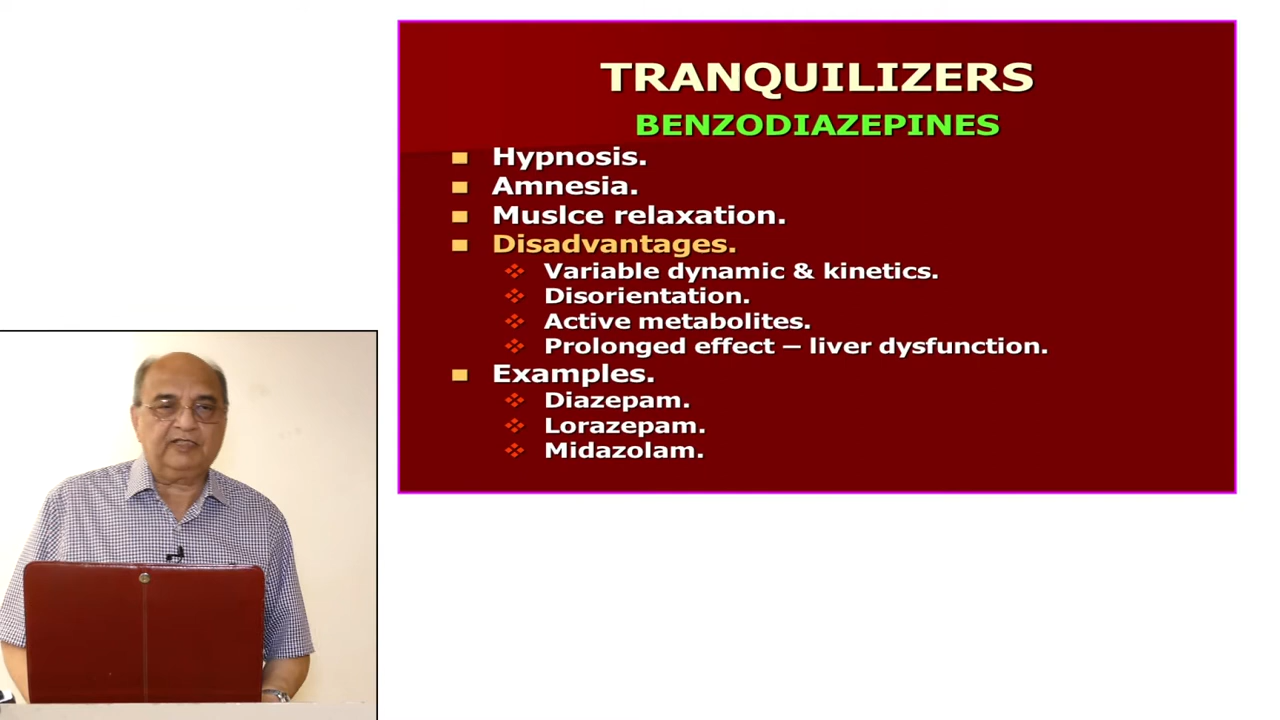 TRANQUILIZERS
BENZODIAZEPINES
Hypnosis.
Amnesia.
Muslce relaxation.
Disadvantages.
Variable dynamic & kinetics.
Disorientation.
Active metabolites.
Prolonged effect – liver dysfunction.
Examples.
Diazepam.
Lorazepam.
Midazolam.